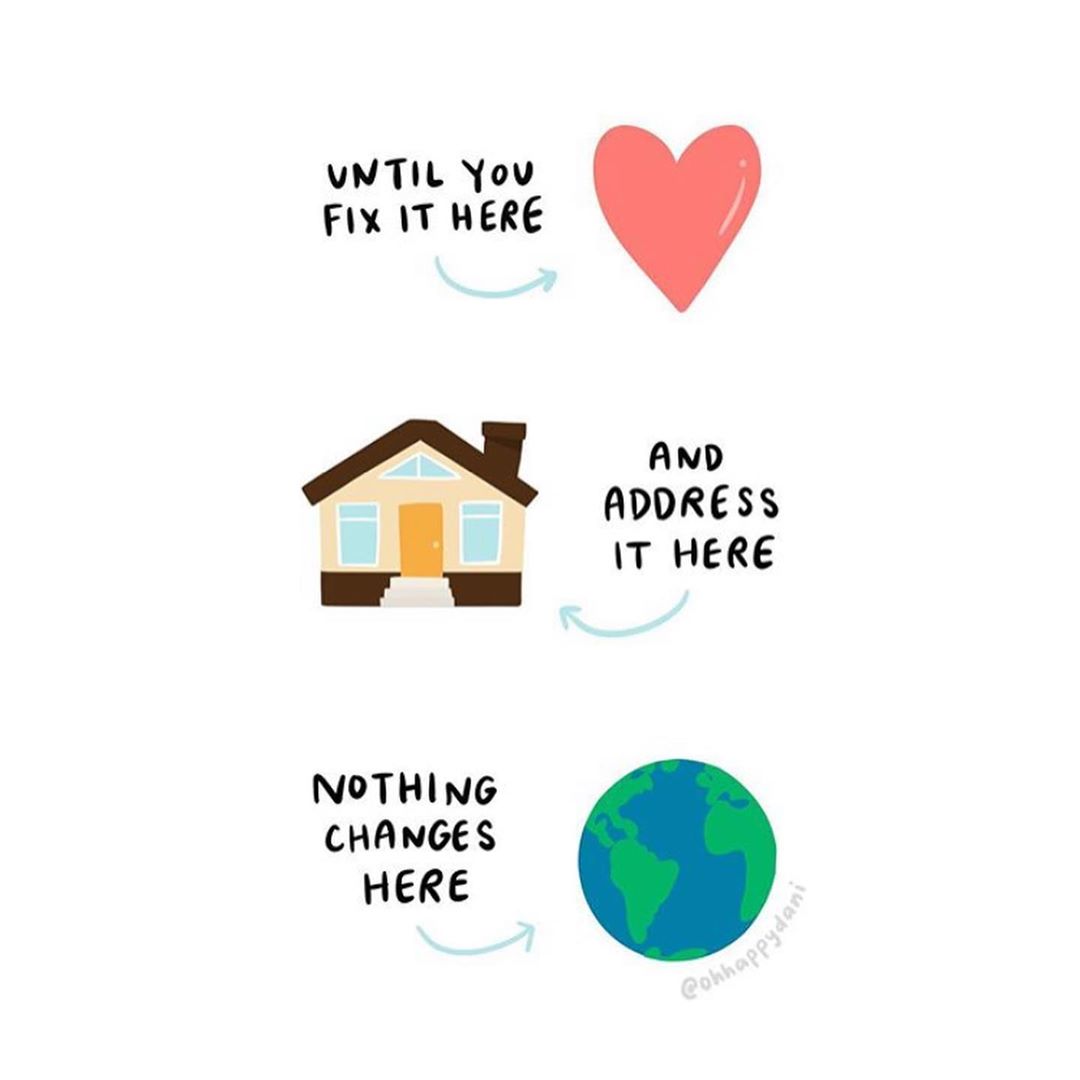 UNTIL YOU
FIX IT HERE
AND
ADDRESS
IT HERE
NOTHING
CHANGES
HERE
@ohhappydani